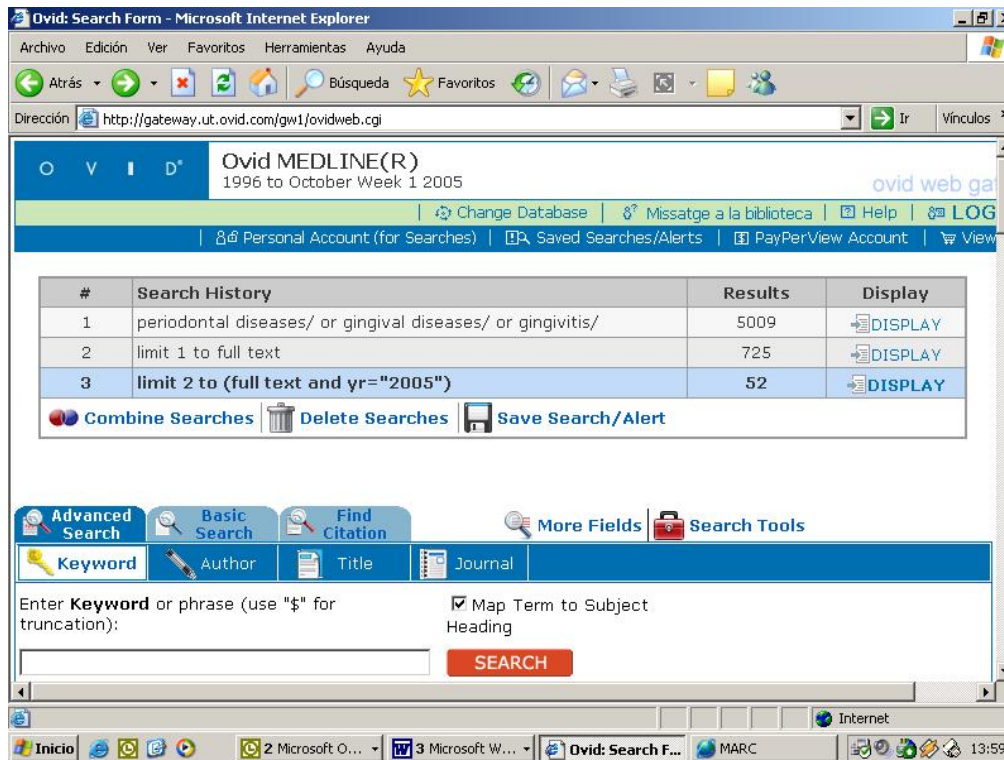 Ovid: Search Form - Microsoft Internet Explorer
Archivo Edición Ver Favoritos Herramientas Ayuda
Atrás Búsqueda Favoritos
Dirección http://gateway.ut.ovid.com/gw1/ovidweb.cgi Ir Vínculos
O V I D®
Ovid MEDLINE(R)
1996 to October Week 1 2005
ovid web ga
| Change Database | Missatge a la biblioteca | Help | LOG
| Personal Account (for Searches) | Saved Searches/Alerts | PayPerView Account | View
# Search History Results Display
1 periodontal diseases/ or gingival diseases/ or gingivitis/ 5009 DISPLAY
2 limit 1 to full text 725 DISPLAY
3 limit 2 to (full text and yr="2005") 52 DISPLAY
Combine Searches Delete Searches Save Search/Alert
Advanced Search Basic Search Find Citation More Fields Search Tools
Keyword Author Title Journal
Enter Keyword or phrase (use "$" for truncation):
Map Term to Subject Heading
SEARCH
Internet
Inicio 2 Microsoft O... 3 Microsoft W... Ovid: Search F... MARC 13:59